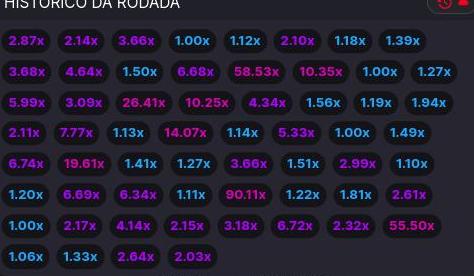 HISTÓRICO DA RODADA
2.87x 2.14x 3.66x 1.00x 1.12x 2.10x 1.18x 1.39x
3.68x 4.64x 1.50x 6.68x 58.53x 10.35x 1.00x 1.27x
5.99x 3.09x 26.41x 10.25x 4.34x 1.56x 1.19x 1.94x
2.11x 7.77x 1.13x 14.07x 1.14x 5.33x 1.00x 1.49x
6.74x 19.61x 1.41x 1.27x 3.66x 1.51x 2.99x 1.10x
1.20x 6.69x 6.34x 1.11x 90.11x 1.22x 1.81x 2.61x
1.00x 2.17x 4.14x 2.15x 3.18x 6.72x 2.32x 55.50x
1.06x 1.33x 2.64x 2.03x